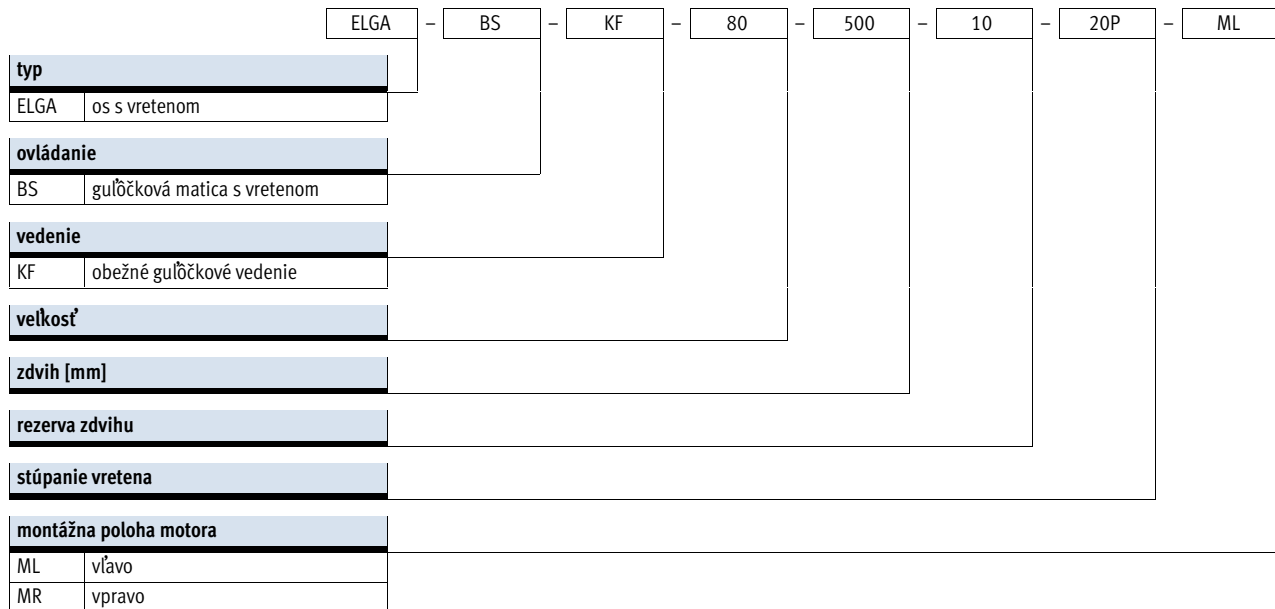 ELGA – BS – KF – 80 – 500 – 10 – 20P – ML
typ
ELGA os s vretenom
ovládanie
BS guľôčková matica s vretenom
vedenie
KF obežné guľôčkové vedenie
veľkosť
zdvih [mm]
rezerva zdvihu
stúpanie vretena
montážna poloha motora
ML vľavo
MR vpravo